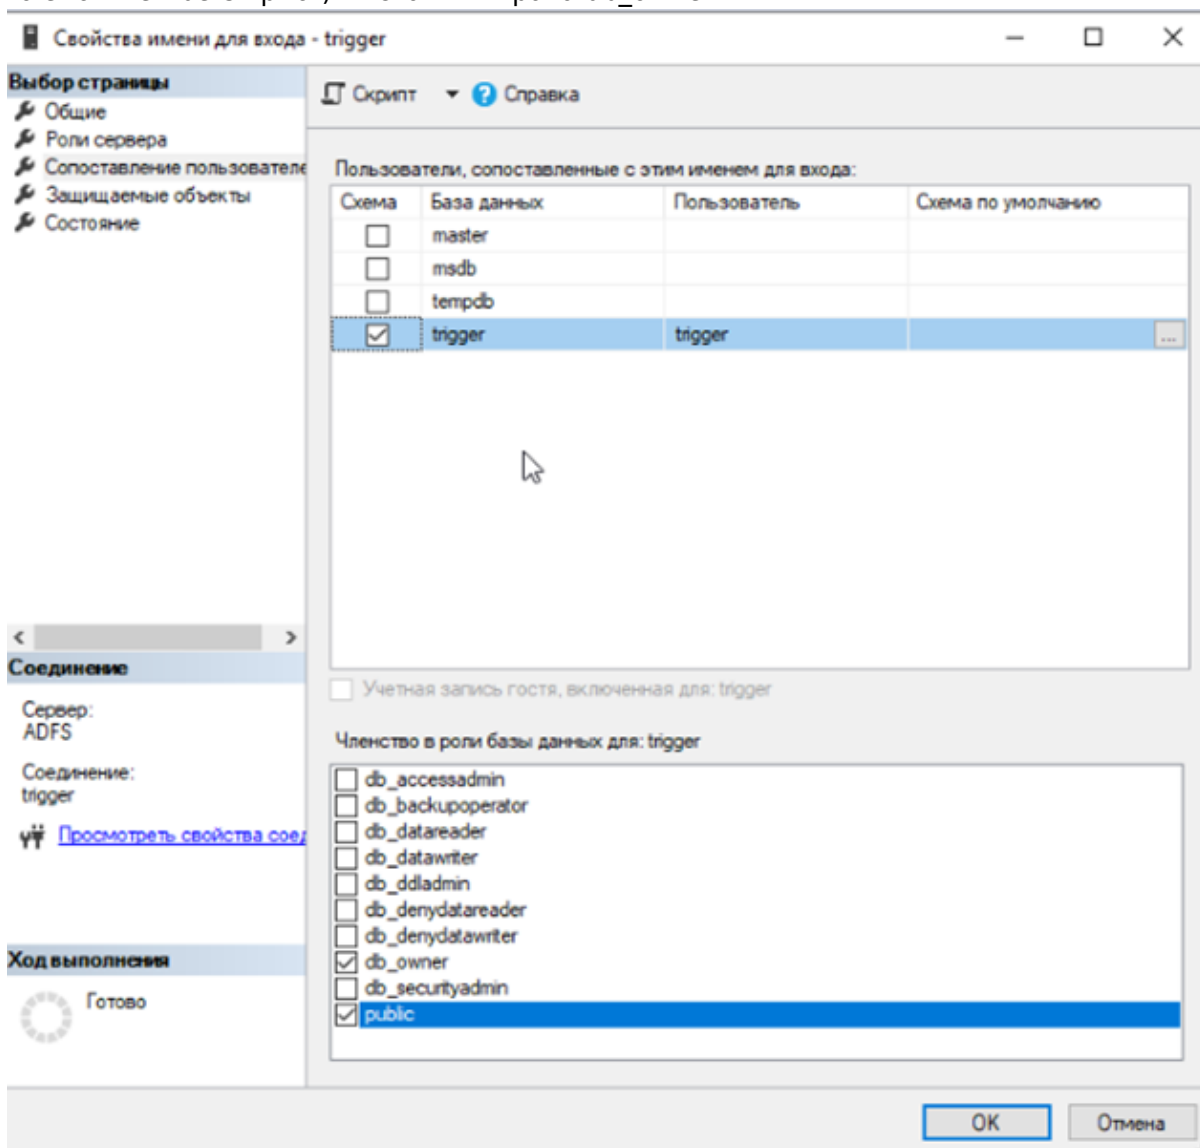 Свойства имени для входа - trigger
Выбор страницы
Общие
Роли сервера
Сопоставление пользователе
Защищаемые объекты
Состояние
Скрипт
Справка
Пользователи, сопоставленные с этим именем для входа:
Схема База данных Пользователь Схема по умолчанию
master
msdb
tempdb
trigger trigger
...
Учетная запись гостя, включенная для: trigger
Членство в роли базы данных для: trigger
db_accessadmin
db_backupoperator
db_datareader
db_datawriter
db_ddladmin
db_denydatareader
db_denydatawriter
db_owner
db_securityadmin
public
Соединение
Сервер:
ADFS
Соединение:
trigger
Просмотреть свойства соед
Ход выполнения
Готово
OK Отмена